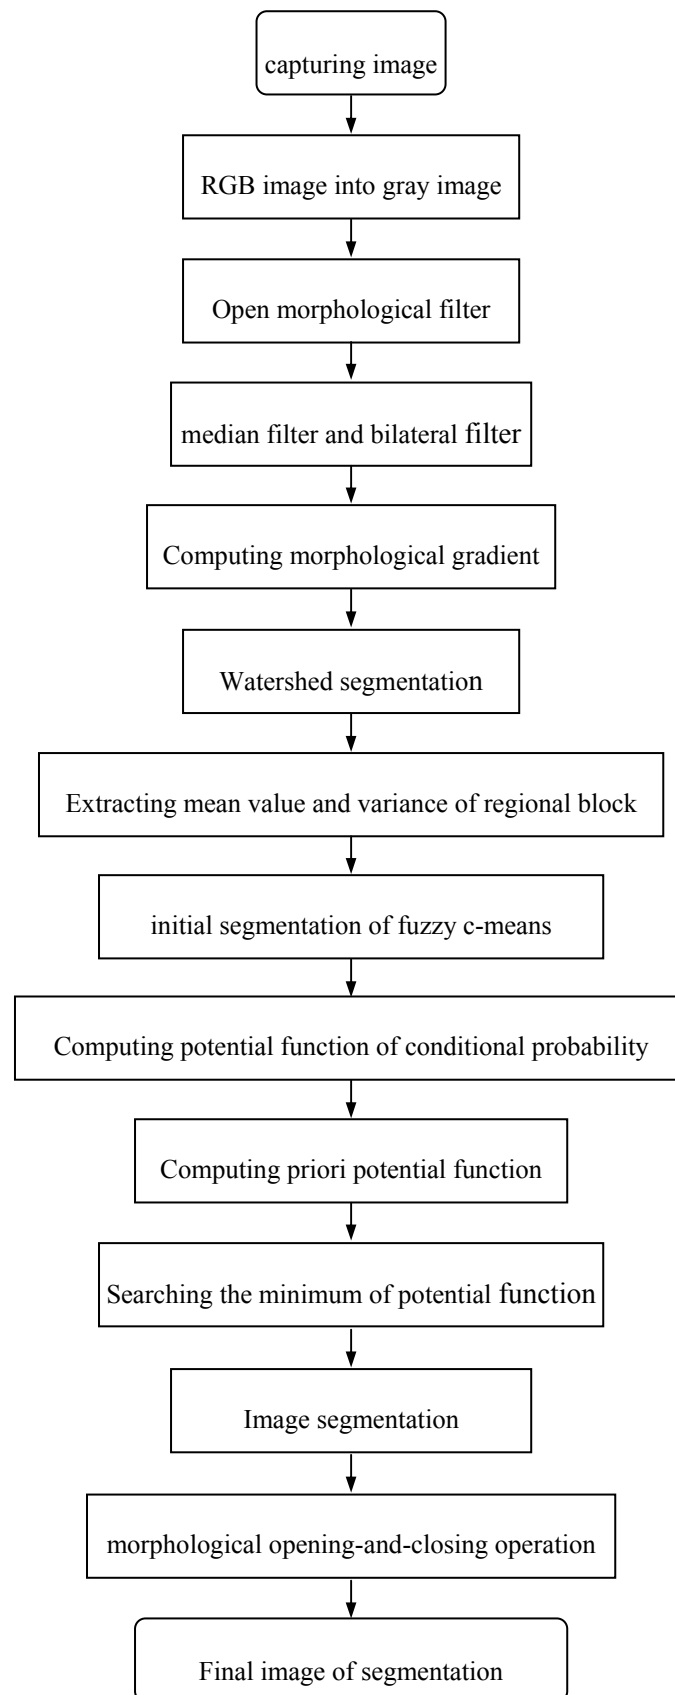 capturing image
RGB image into gray image
Open morphological filter
median filter and bilateral filter
Computing morphological gradient
Watershed segmentation
Extracting mean value and variance of regional block
initial segmentation of fuzzy c-means
Computing potential function of conditional probability
Computing priori potential function
Searching the minimum of potential function
Image segmentation
morphological opening-and-closing operation
Final image of segmentation